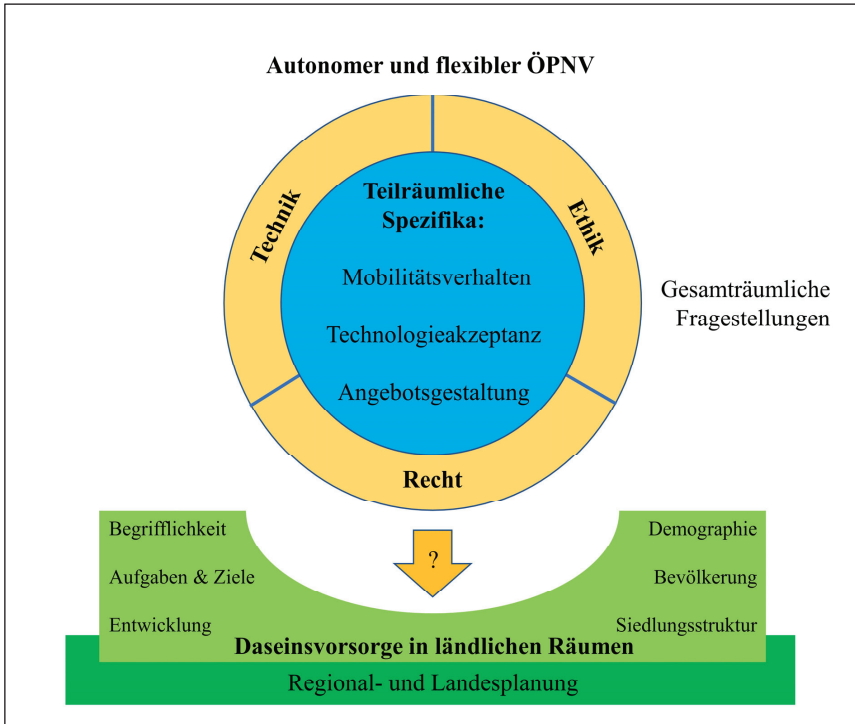 Autonomer und flexibler ÖPNV
Technik
Ethik
Teilräumliche
Spezifika:
Mobilitätsverhalten
Technologieakzeptanz
Angebotsgestaltung
Gesamträumliche
Fragestellungen
Recht
?
Begrifflichkeit
Aufgaben & Ziele
Entwicklung
Demographie
Bevölkerung
Siedlungsstruktur
Daseinsvorsorge in ländlichen Räumen
Regional- und Landesplanung